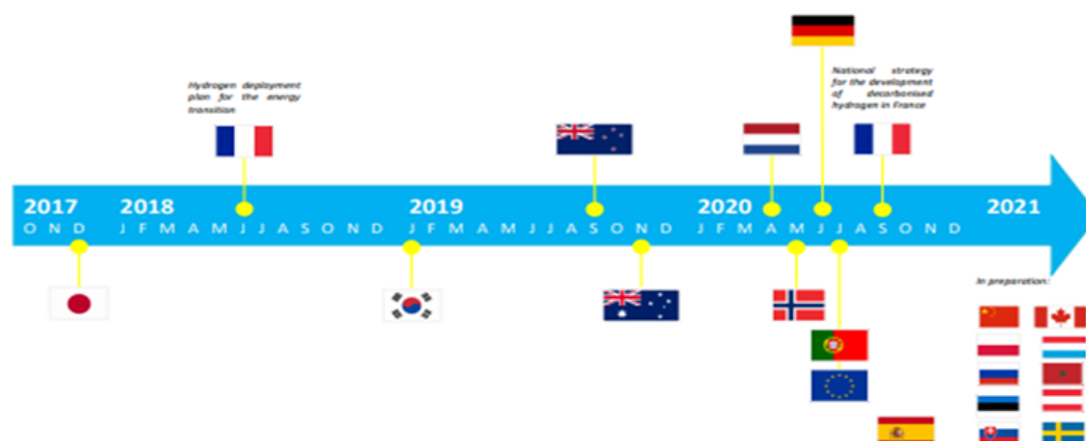 Hydrogen deployment
plan for the energy
transition
National strategy
for the development
of decarbonised
hydrogen in France
2017 2018 2019 2020 2021
O N D J F M A M J J A S O N D J F M A M J J A S O N D J F M A M J J A S O N D
In preparation: